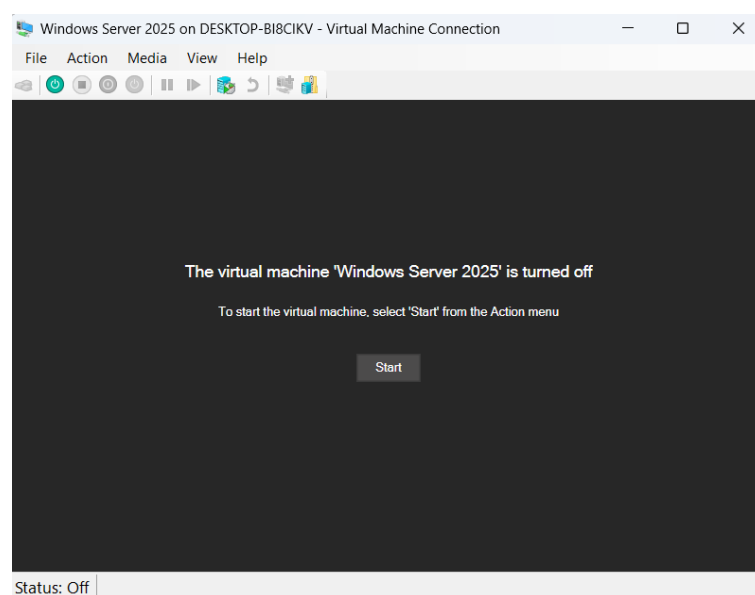 Windows Server 2025 on DESKTOP-BI8CIKV - Virtual Machine Connection
File Action Media View Help
The virtual machine 'Windows Server 2025' is turned off
To start the virtual machine, select 'Start' from the Action menu
Start
Status: Off